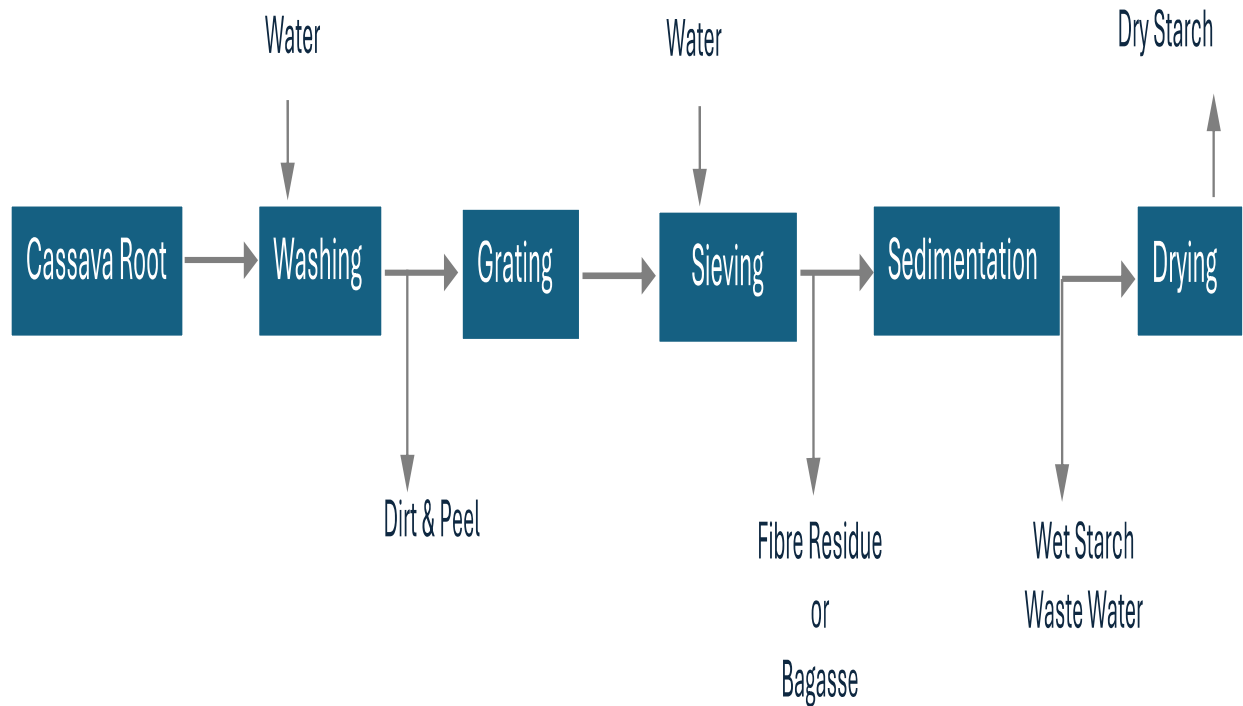 Water
Water
Dry Starch
Cassava Root
Washing
Grating
Sieving
Sedimentation
Drying
Dirt & Peel
Fibre Residue
or
Bagasse
Wet Starch
Waste Water